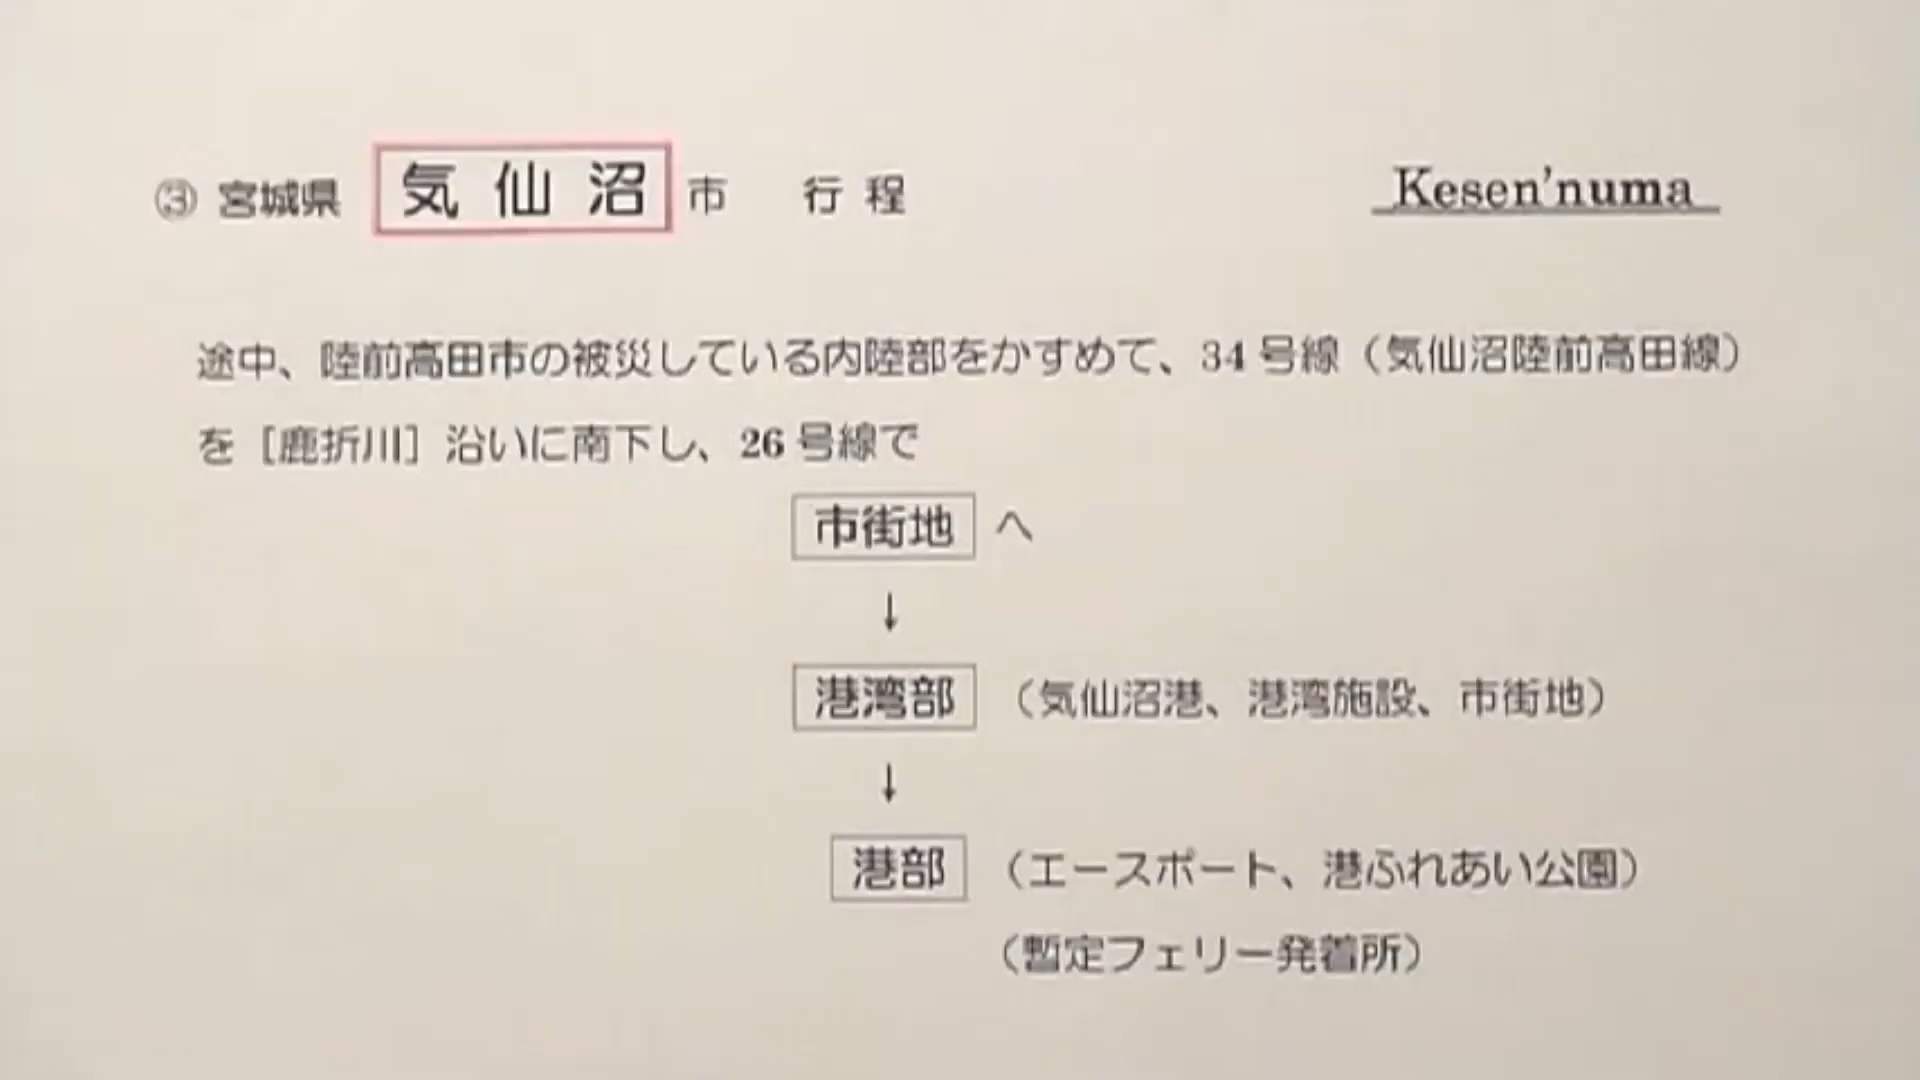 ③ 宮城県 気仙沼市 行程 Kesen'numa
途中、陸前高田市の被災している内陸部をかすめて、34号線（気仙沼陸前高田線）
を［鹿折川］沿いに南下し、26号線で
市街地 へ
↓
港湾部 （気仙沼港、港湾施設、市街地）
↓
港部 （エースポート、港ふれあい公園）
（暫定フェリー発着所）